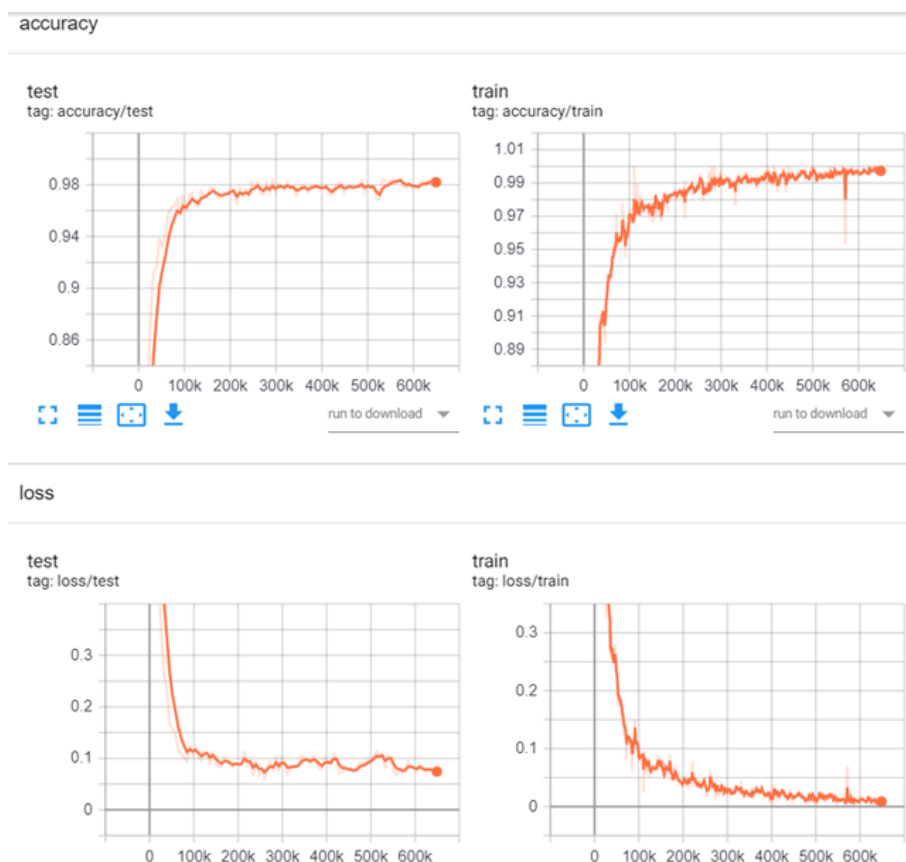 accuracy
test
tag: accuracy/test
0.98
0.94
0.9
0.86
0 100k 200k 300k 400k 500k 600k
run to download
train
tag: accuracy/train
1.01
0.99
0.97
0.95
0.93
0.91
0.89
0 100k 200k 300k 400k 500k 600k
run to download
loss
test
tag: loss/test
0.3
0.2
0.1
0
0 100k 200k 300k 400k 500k 600k
train
tag: loss/train
0.3
0.2
0.1
0
0 100k 200k 300k 400k 500k 600k